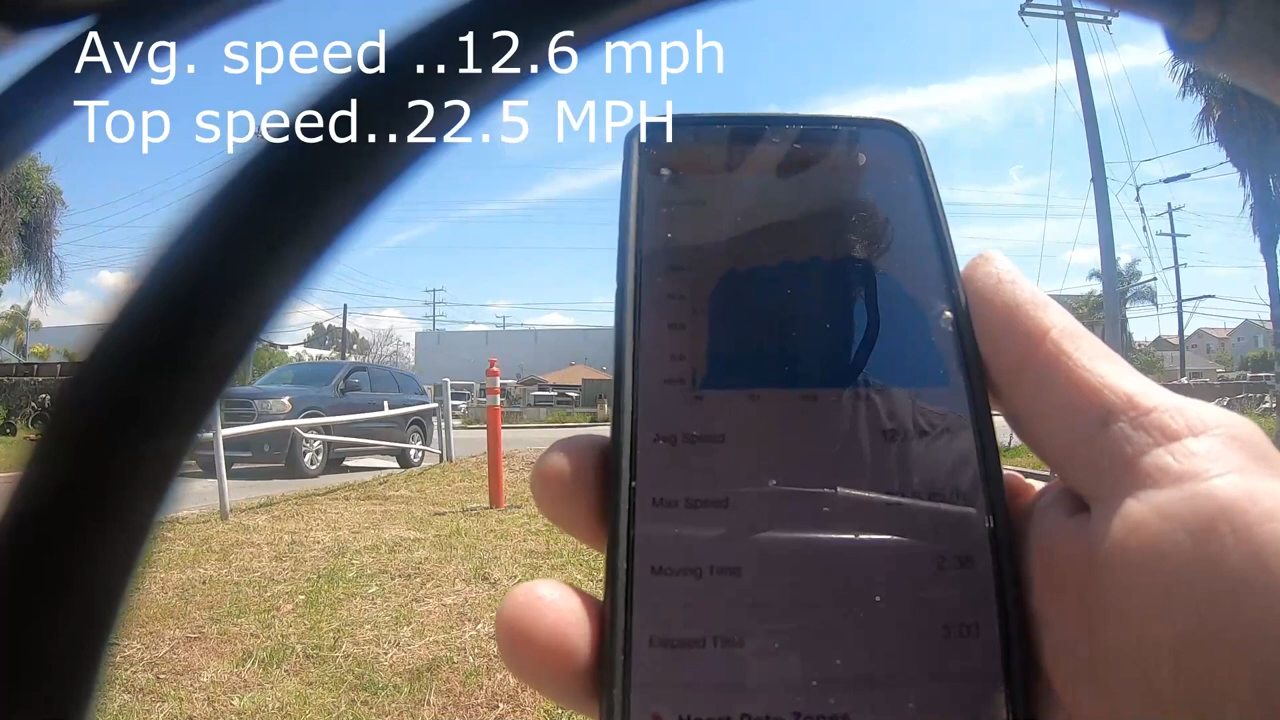 Avg. speed ..12.6 mph
Top speed..22.5 MPH
Avg Speed
Max Speed
Moving Time 2:38
Elapsed Time 3:01
Heart Rate Zones